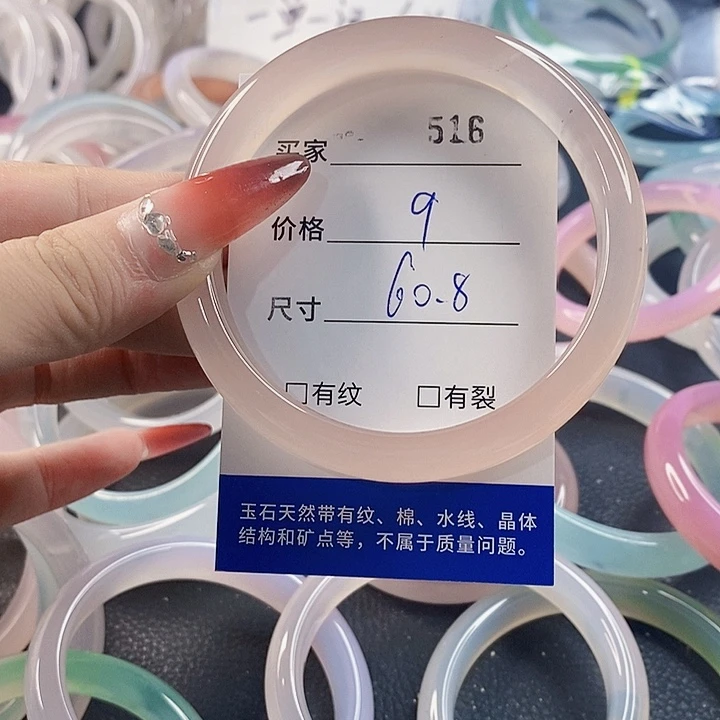 买家 516
价格 9
尺寸 60.8
□有纹 □有裂
玉石天然带有纹、棉、水线、晶体
结构和矿点等，不属于质量问题。